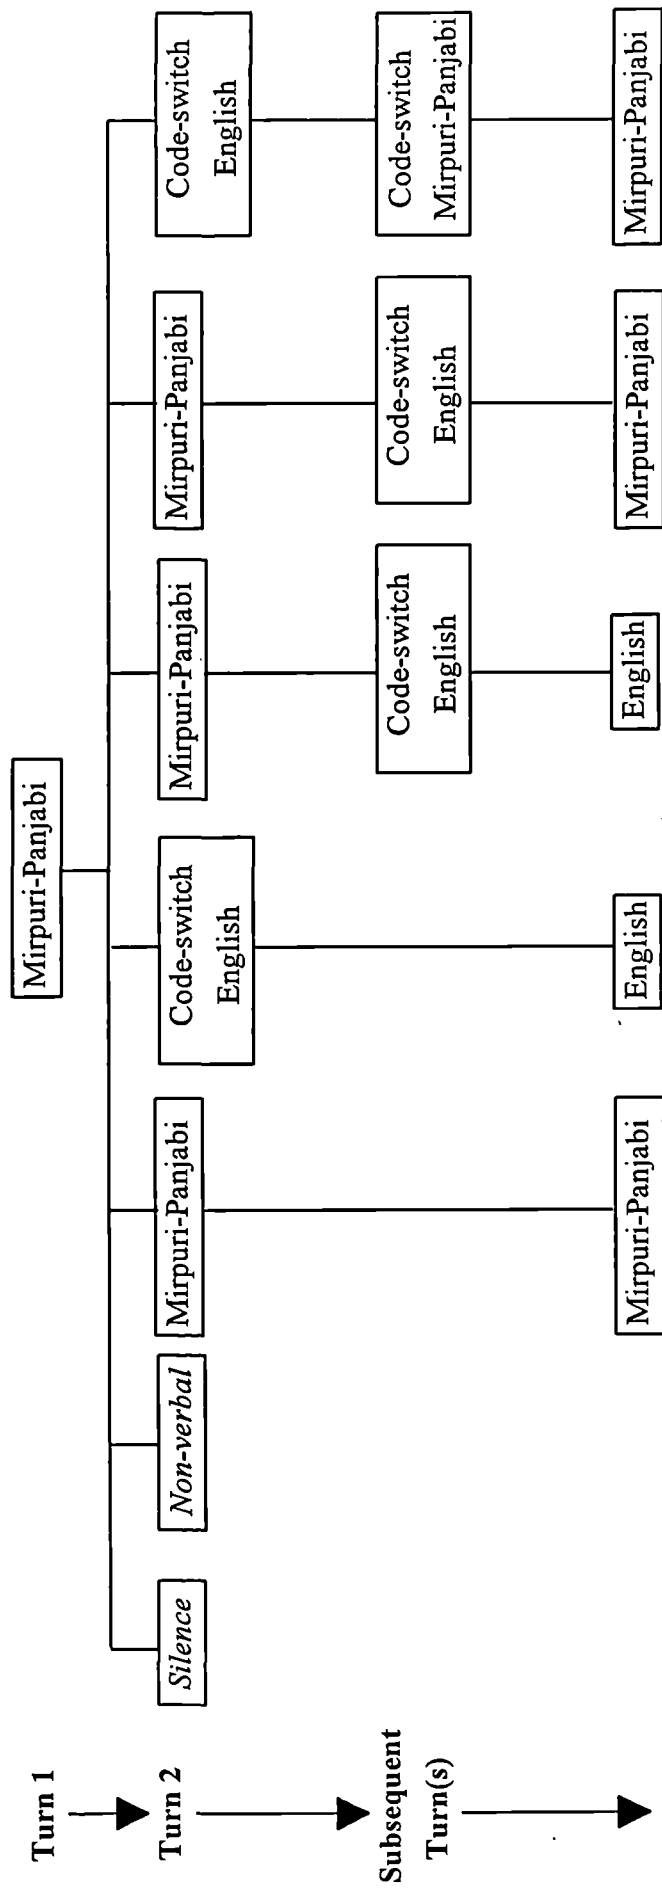 Turn 1
Mirpuri-Panjabi
Turn 2
Silence
Non-verbal
Mirpuri-Panjabi
Code-switch
English
Mirpuri-Panjabi
Mirpuri-Panjabi
Code-switch
English
Subsequent
Turn(s)
Code-switch
English
Code-switch
English
Code-switch
Mirpuri-Panjabi
Mirpuri-Panjabi
English
English
Mirpuri-Panjabi
Mirpuri-Panjabi